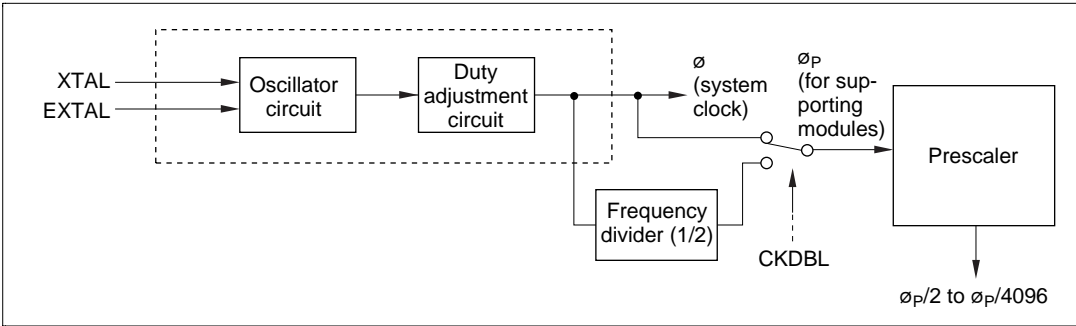 XTAL
EXTAL
Oscillator
circuit
Duty
adjustment
circuit
ø
(system
clock)
øP
(for sup-
porting
modules)
Prescaler
Frequency
divider (1/2)
CKDBL
øP/2 to øP/4096